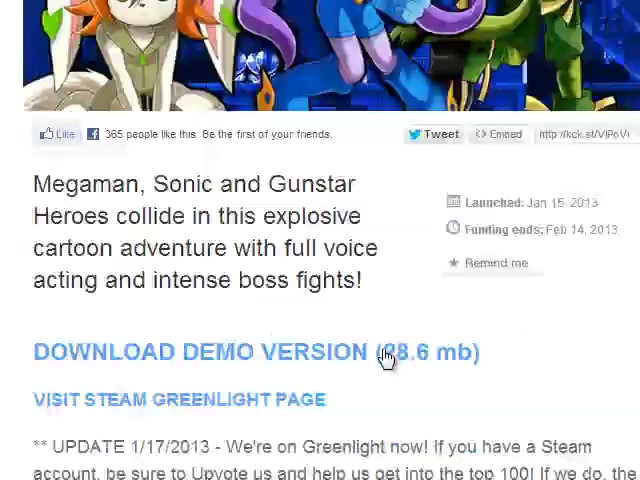 Like 365 people like this. Be the first of your friends. Tweet Embed http://kck.st/VIPoVr
Megaman, Sonic and Gunstar
Heroes collide in this explosive
cartoon adventure with full voice
acting and intense boss fights!
Launched: Jan 15, 2013
Funding ends: Feb 14, 2013
Remind me
DOWNLOAD DEMO VERSION (28.6 mb)
VISIT STEAM GREENLIGHT PAGE
** UPDATE 1/17/2013 - We're on Greenlight now! If you have a Steam
account, be sure to Upvote us and help us get into the top 100! If we do, the